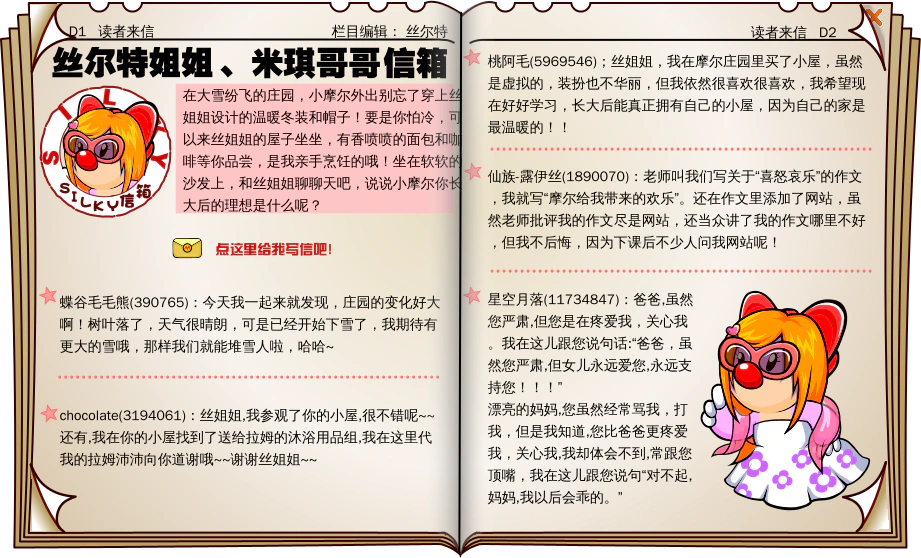 D1 读者来信
栏目编辑： 丝尔特
丝尔特姐姐、米琪哥哥信箱
SILKY
SILKY信箱
在大雪纷飞的庄园，小摩尔外出别忘了穿上丝
姐姐设计的温暖冬装和帽子！要是你怕冷，可
以来丝姐姐的屋子坐坐，有香喷喷的面包和咖
啡等你品尝，是我亲手烹饪的哦！坐在软软的
沙发上，和丝姐姐聊聊天吧，说说小摩尔你长
大后的理想是什么呢？
点这里给我写信吧!
蝶谷毛毛熊(390765)：今天我一起来就发现，庄园的变化好大
啊！树叶落了，天气很晴朗，可是已经开始下雪了，我期待有
更大的雪哦，那样我们就能堆雪人啦，哈哈~
chocolate(3194061)：丝姐姐,我参观了你的小屋,很不错呢~~
还有,我在你的小屋找到了送给拉姆的沐浴用品组,我在这里代
我的拉姆沛沛向你道谢哦~~谢谢丝姐姐~~
读者来信 D2
桃阿毛(5969546)；丝姐姐，我在摩尔庄园里买了小屋，虽然
是虚拟的，装扮也不华丽，但我依然很喜欢很喜欢，我希望现
在好好学习，长大后能真正拥有自己的小屋，因为自己的家是
最温暖的！！
仙族-露伊丝(1890070)：老师叫我们写关于“喜怒哀乐”的作文
，我就写“摩尔给我带来的欢乐”。还在作文里添加了网站，虽
然老师批评我的作文尽是网站，还当众讲了我的作文哪里不好
，但我不后悔，因为下课后不少人问我网站呢！
星空月落(11734847)：爸爸,虽然
您严肃,但您是在疼爱我，关心我
。我在这儿跟您说句话:“爸爸，虽
然您严肃,但女儿永远爱您,永远支
持您！！！”
漂亮的妈妈,您虽然经常骂我，打
我，但是我知道,您比爸爸更疼爱
我，关心我,我却体会不到,常跟您
顶嘴，我在这儿跟您说句“对不起,
妈妈,我以后会乖的。”